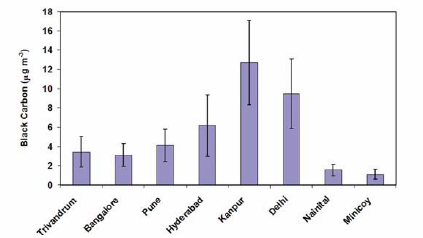 18
16
14
12
10
8
6
4
2
0
Black Carbon (µg m⁻³)
Trivandrum
Bangalore
Pune
Hyderabad
Kanpur
Delhi
Nainital
Minicoy